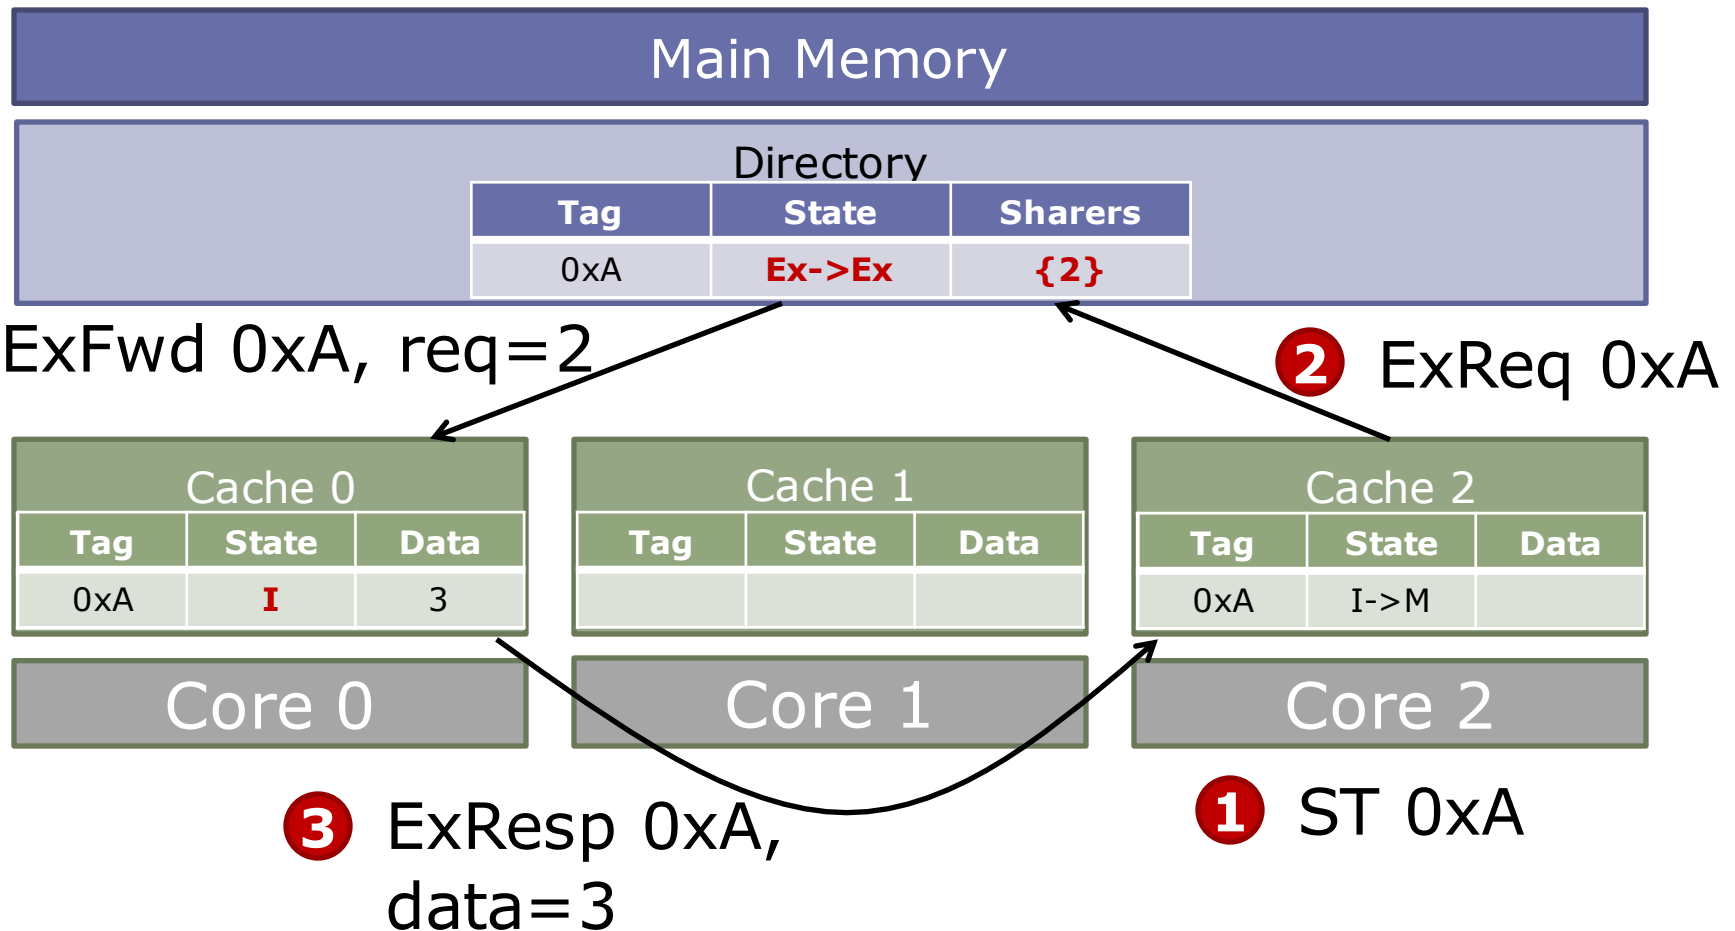 Main Memory
Directory
Tag State Sharers
0xA Ex->Ex {2}
ExFwd 0xA, req=2
2 ExReq 0xA
Cache 0
Tag State Data
0xA I 3
Cache 1
Tag State Data
Cache 2
Tag State Data
0xA I->M
Core 0
Core 1
Core 2
3 ExResp 0xA,
data=3
1 ST 0xA